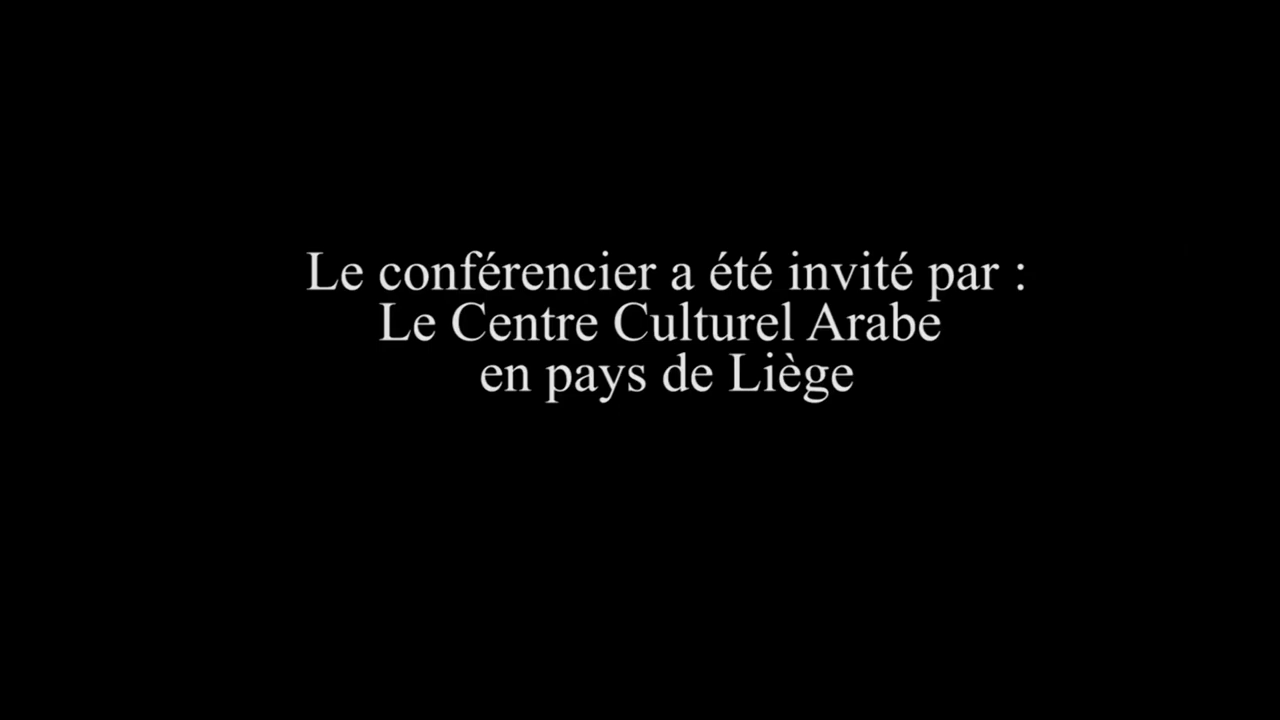 Le conférencier a été invité par :
Le Centre Culturel Arabe
en pays de Liège